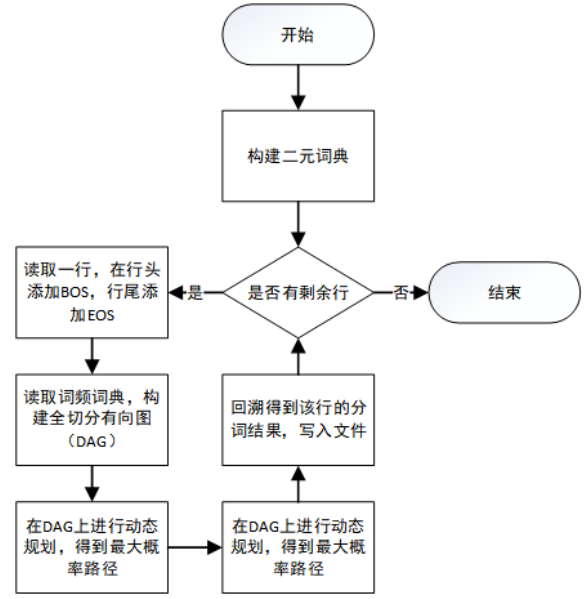 开始
构建二元词典
是否有剩余行
是
否
结束
读取一行，在行头
添加BOS，行尾添
加EOS
读取词频词典，构
建全切分有向图
（DAG）
在DAG上进行动态
规划，得到最大概
率路径
在DAG上进行动态
规划，得到最大概
率路径
回溯得到该行的分
词结果，写入文件